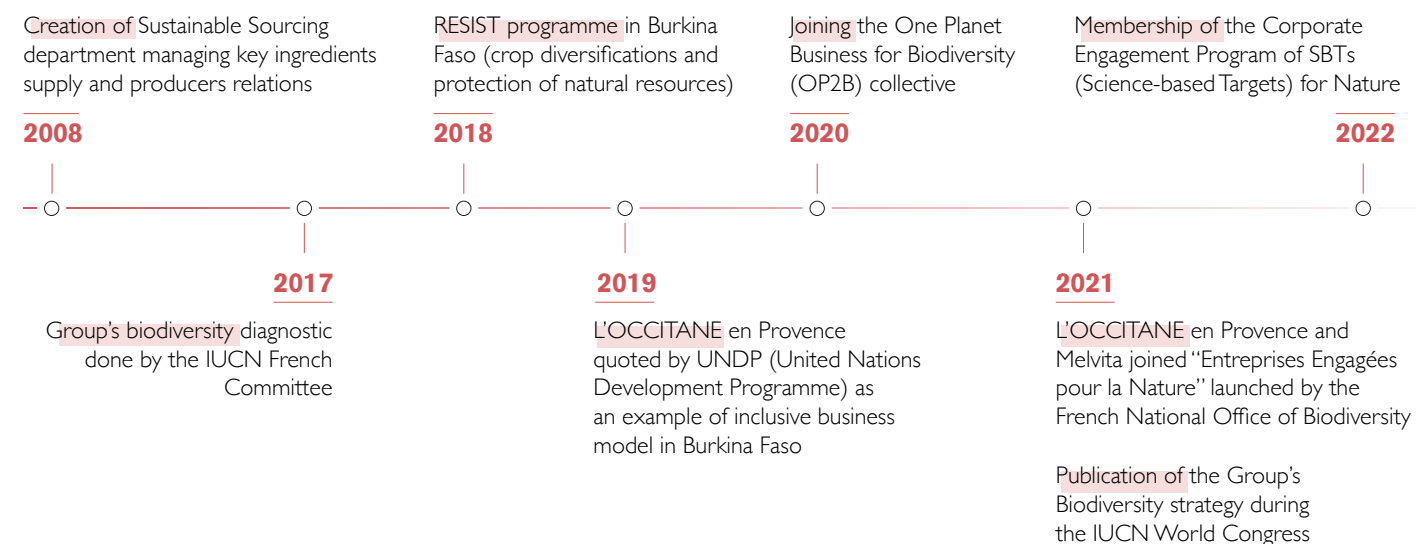 Creation of Sustainable Sourcing
department managing key ingredients
supply and producers relations
2008
RESIST programme in Burkina
Faso (crop diversifications and
protection of natural resources)
2018
Joining the One Planet
Business for Biodiversity
(OP2B) collective
2020
Membership of the Corporate
Engagement Program of SBTs
(Science-based Targets) for Nature
2022
2017
Group's biodiversity diagnostic
done by the IUCN French
Committee
2019
L'OCCITANE en Provence
quoted by UNDP (United Nations
Development Programme) as
an example of inclusive business
model in Burkina Faso
2021
L'OCCITANE en Provence and
Melvita joined “Entreprises Engagées
pour la Nature” launched by the
French National Office of Biodiversity
Publication of the Group's
Biodiversity strategy during
the IUCN World Congress